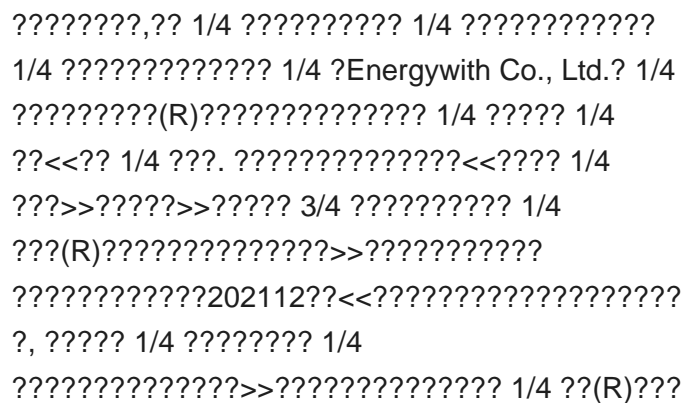 ????????,?? 1/4 ?????????? 1/4 ????????????
1/4 ????????????? 1/4 ?Energywith Co., Ltd.? 1/4
?????????(R)?????????????? 1/4 ????? 1/4
??<<?? 1/4 ???. ??????????????<<???? 1/4
???>>?????>>????? 3/4 ?????????? 1/4
???(R)??????????????>>???????????
????????????202112??<<???????????????????
?, ????? 1/4 ???????? 1/4
??????????????>>?????????????? 1/4 ??(R)???